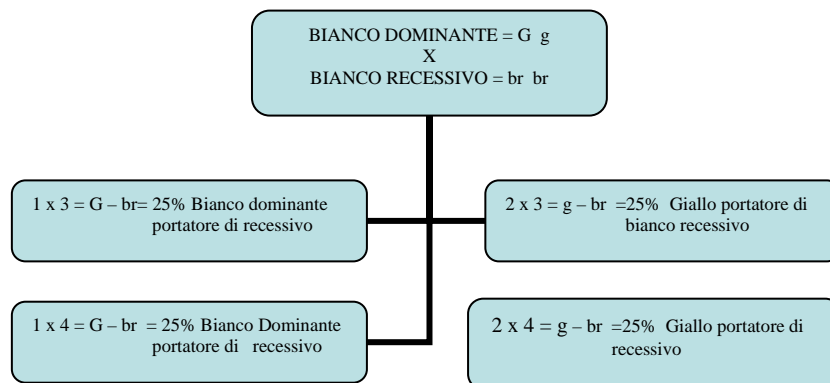 BIANCO DOMINANTE = G g
X
BIANCO RECESSIVO = br br
1 x 3 = G – br= 25% Bianco dominante
portatore di recessivo
2 x 3 = g – br =25% Giallo portatore di
bianco recessivo
1 x 4 = G – br = 25% Bianco Dominante
portatore di recessivo
2 x 4 = g – br =25% Giallo portatore di
recessivo